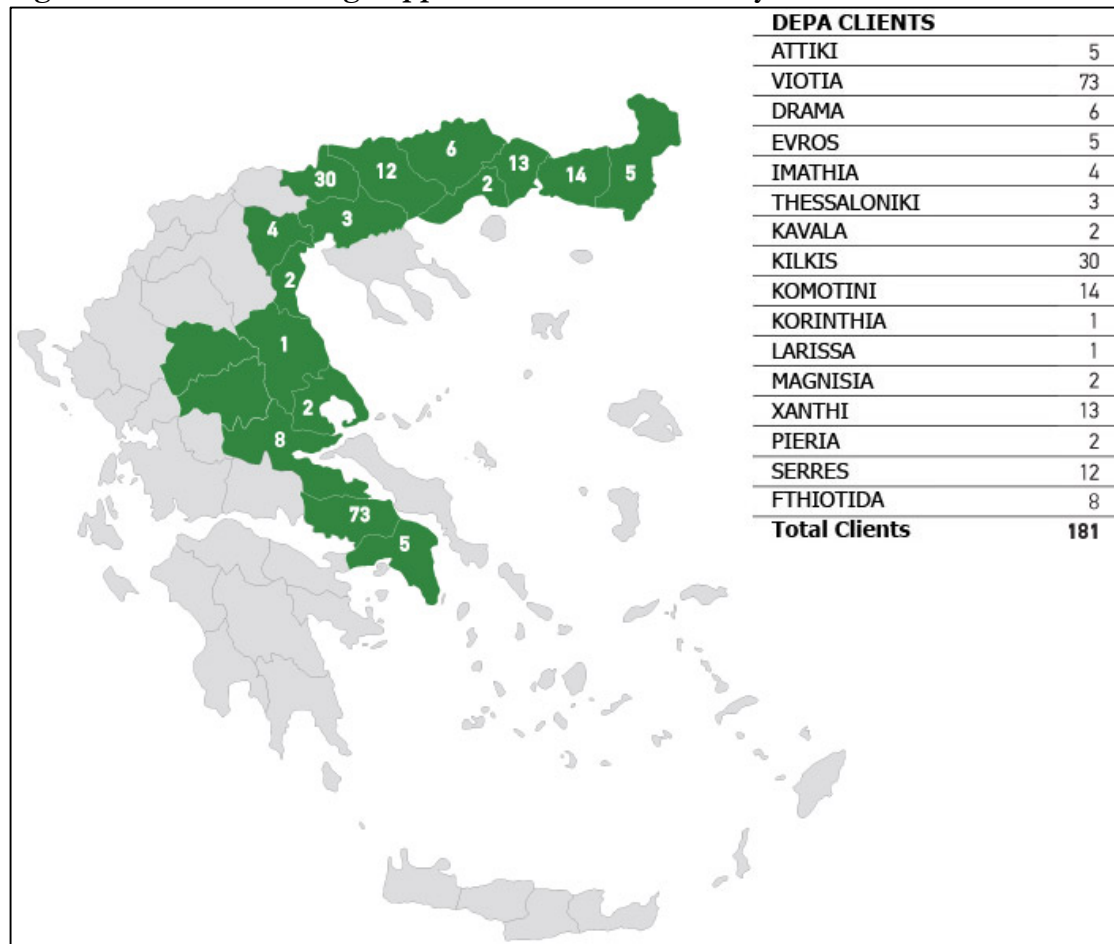 DEPA CLIENTS
ATTIKI 5
VIOTIA 73
DRAMA 6
EVROS 5
IMATHIA 4
THESSALONIKI 3
KAVALA 2
KILKIS 30
KOMOTINI 14
KORINTHIA 1
LARISSA 1
MAGNISIA 2
XANTHI 13
PIERIA 2
SERRES 12
FTHIOTIDA 8
Total Clients 181
6
13
12
30
2
14
5
3
4
2
1
2
8
73
5